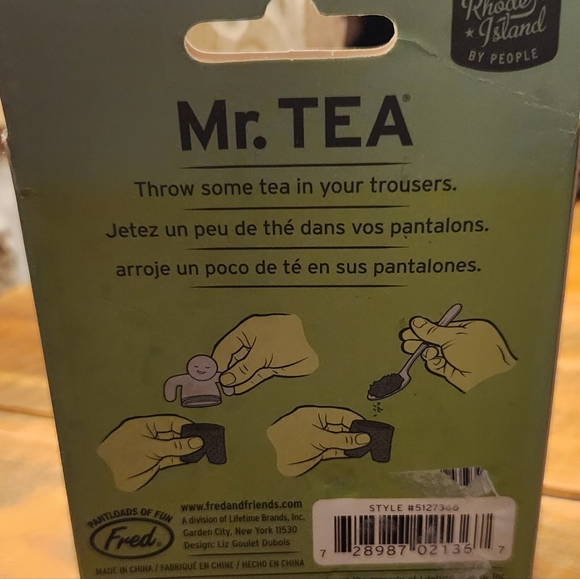 Rhode
★ Island
BY PEOPLE
Mr. TEA®
Throw some tea in your trousers.
Jetez un peu de thé dans vos pantalons.
arroje un poco de té en sus pantalones.
PANTLOADS OF FUN
Fred®
www.fredandfriends.com
A division of Lifetime Brands, Inc.
Garden City, New York 11530
Design: Liz Goulet Dubois
MADE IN CHINA / FABRIQUÉ EN CHINE / HECHO EN CHINA
STYLE #5127366
7 28987 02136 7